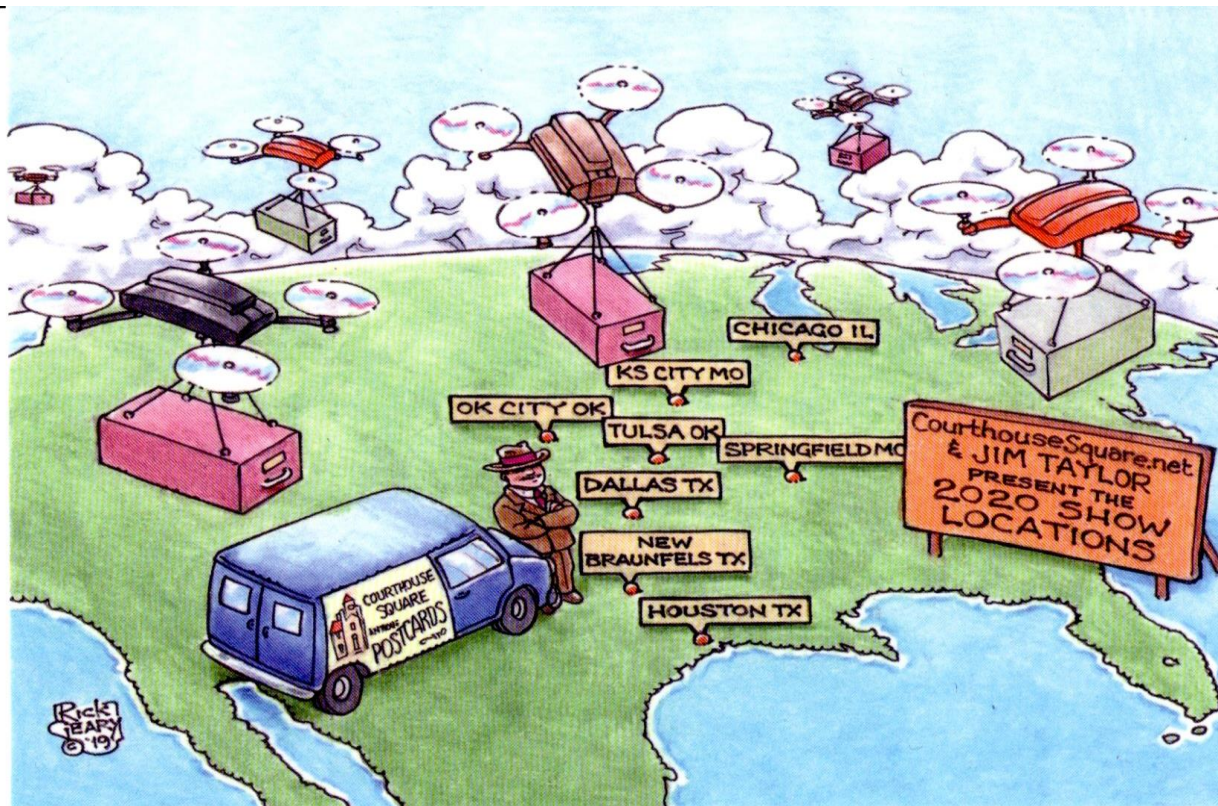 CHICAGO IL
KS CITY MO
OK CITY OK
TULSA OK
SPRINGFIELD MO
DALLAS TX
NEW
BRAUNFELS TX
HOUSTON TX
CourthouseSquare.net
& JIM TAYLOR
PRESENT THE
2020 SHOW
LOCATIONS
COURTHOUSE
SQUARE
ANTIQUE
POSTCARDS
RICK
GEARY
© '19